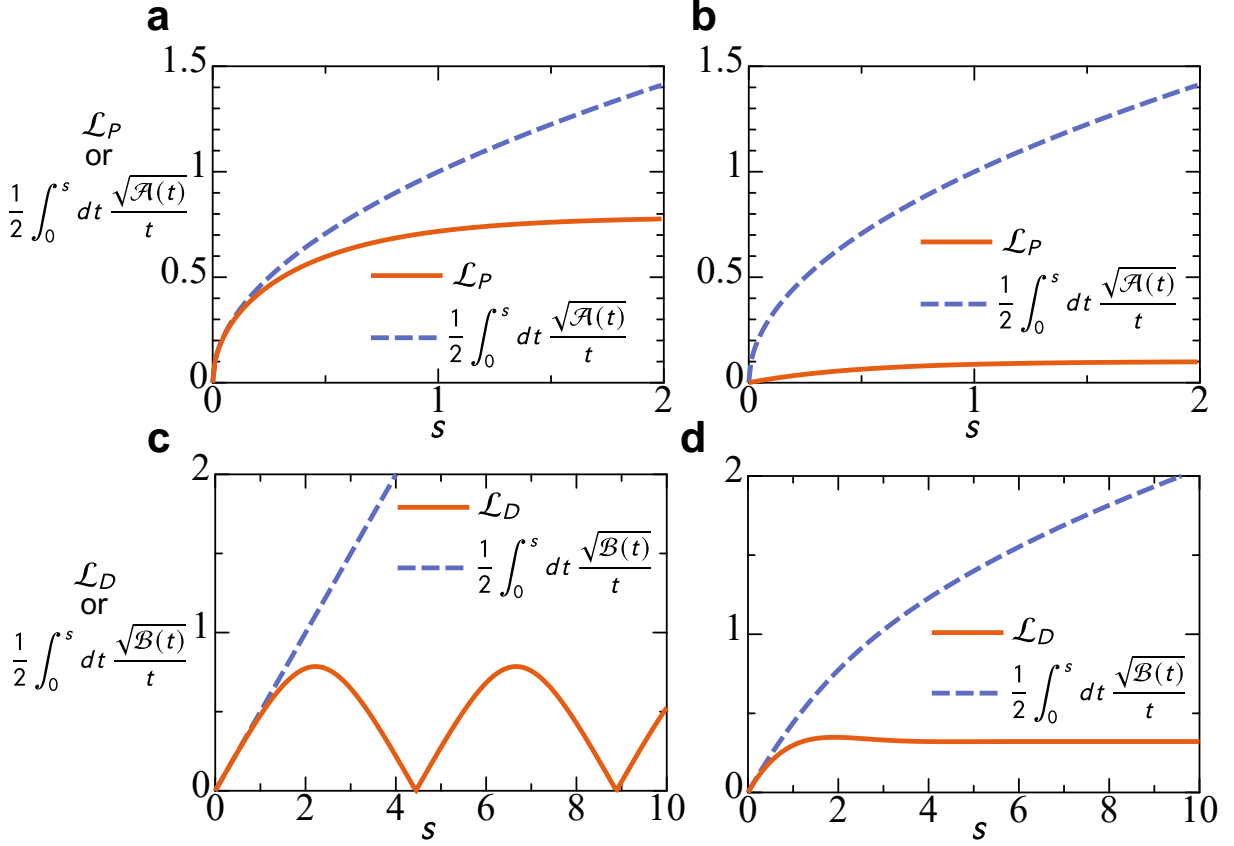 a
1.5
1
0.5
0
0
1
2
s
ℒ_P
or
1/2 ∫_0^s dt √𝒜(t)/t
ℒ_P
1/2 ∫_0^s dt √𝒜(t)/t
b
1.5
1
0.5
0
0
1
2
s
ℒ_P
1/2 ∫_0^s dt √𝒜(t)/t
c
2
1
0
0 2 4 6 8 10
s
ℒ_D
or
1/2 ∫_0^s dt √ℬ(t)/t
ℒ_D
1/2 ∫_0^s dt √ℬ(t)/t
d
2
1
0
0 2 4 6 8 10
s
ℒ_D
1/2 ∫_0^s dt √ℬ(t)/t